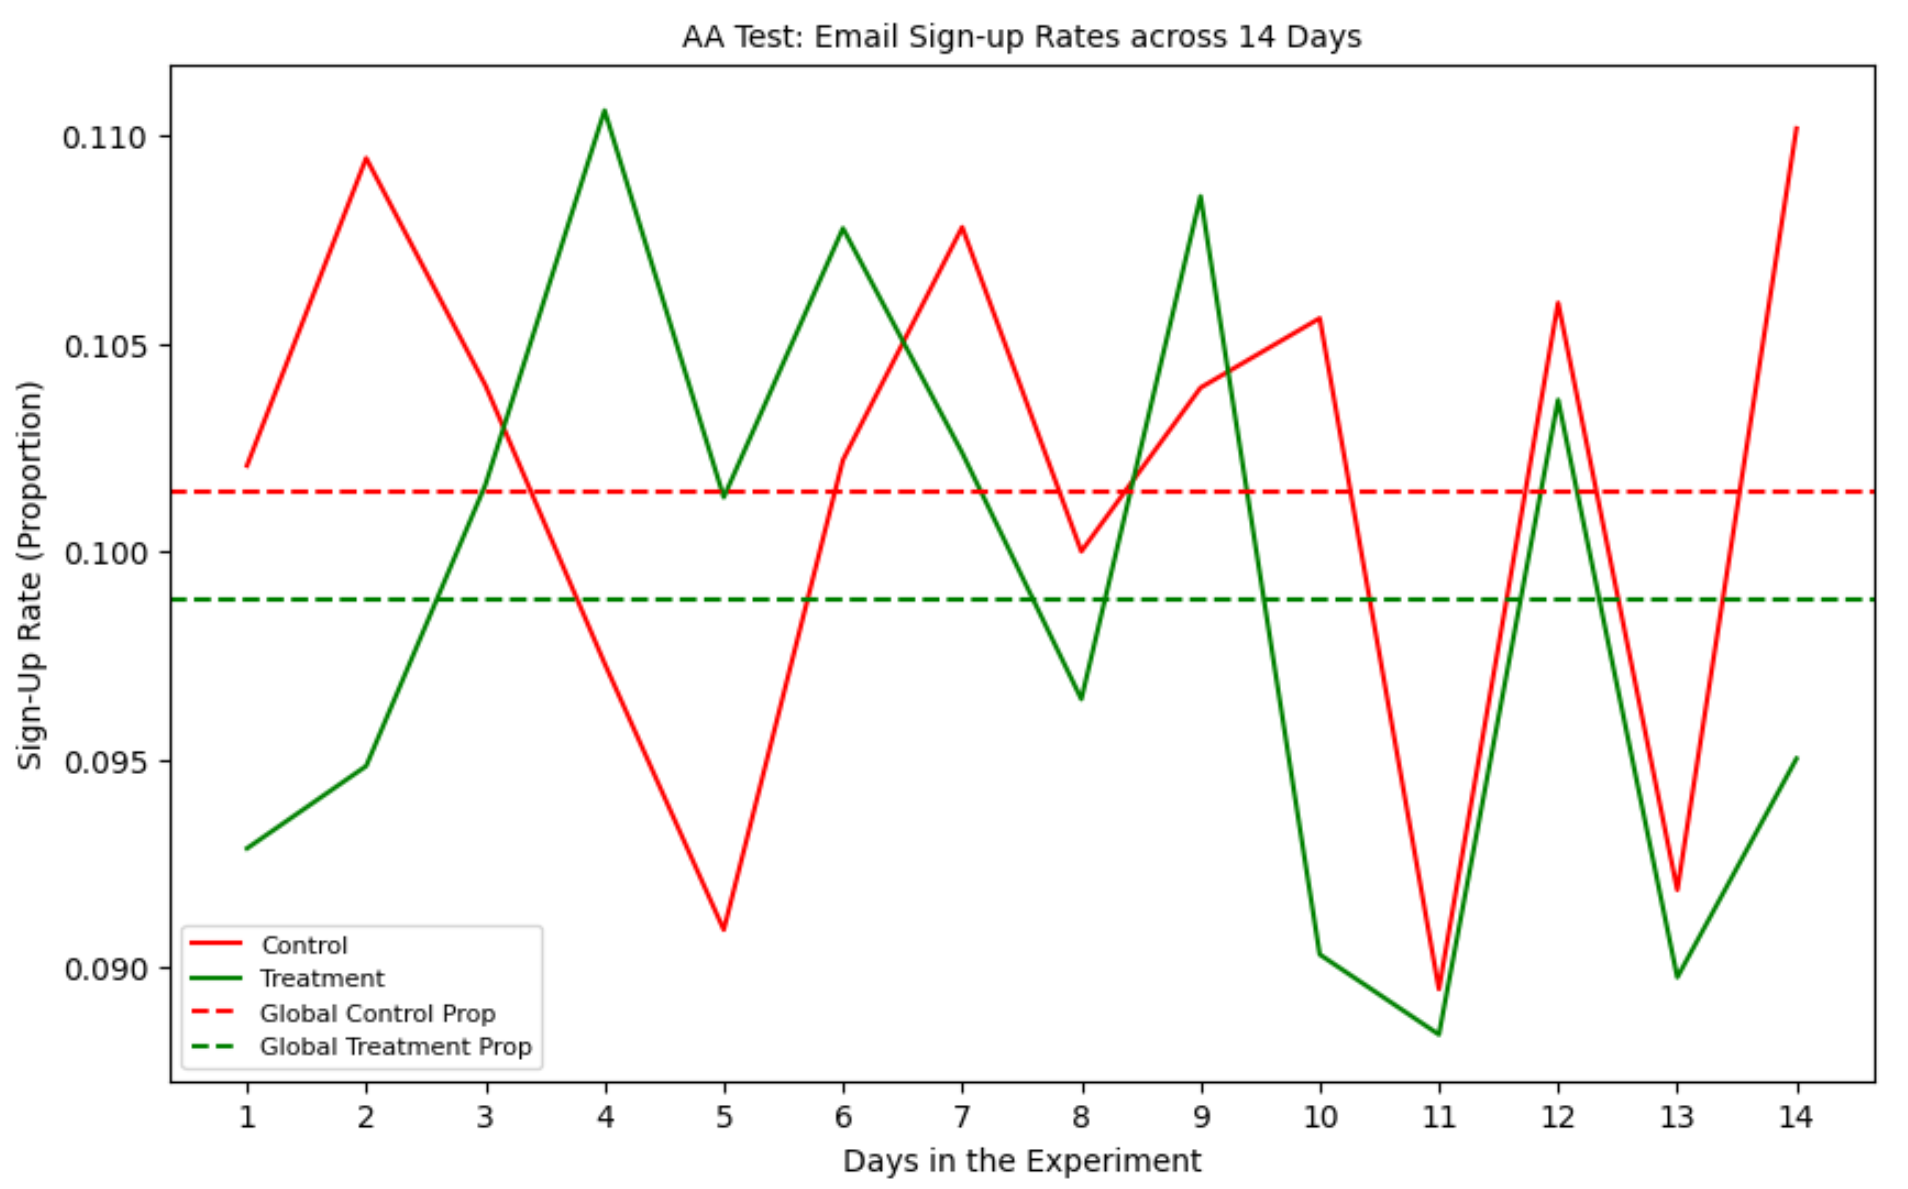 AA Test: Email Sign-up Rates across 14 Days
0.110
0.105
0.100
0.095
0.090
Sign-Up Rate (Proportion)
Control
Treatment
Global Control Prop
Global Treatment Prop
1 2 3 4 5 6 7 8 9 10 11 12 13 14
Days in the Experiment